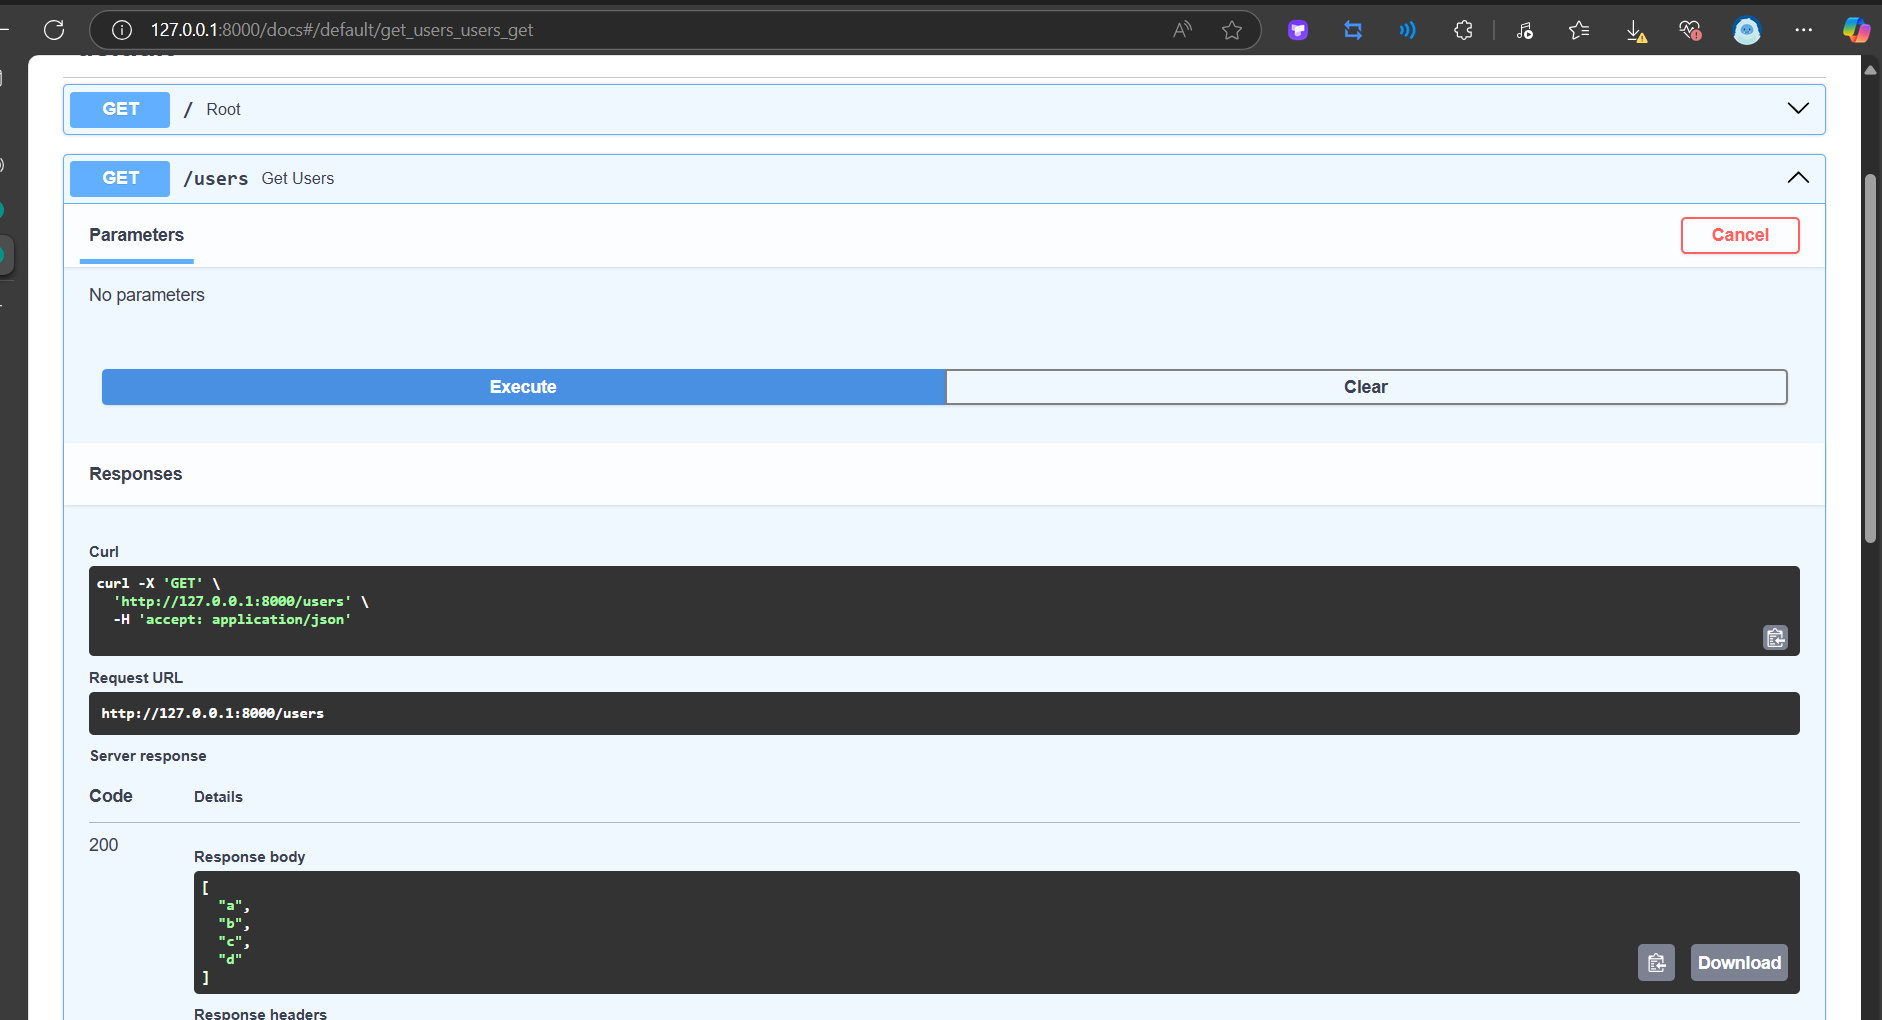 127.0.0.1:8000/docs#/default/get_users_users_get
GET / Root
GET /users Get Users
Parameters
Cancel
No parameters
Execute
Clear
Responses
Curl
curl -X 'GET' \
'http://127.0.0.1:8000/users' \
-H 'accept: application/json'
Request URL
http://127.0.0.1:8000/users
Server response
Code Details
200
Response body
[
"a",
"b",
"c",
"d"
]
Download
Response headers